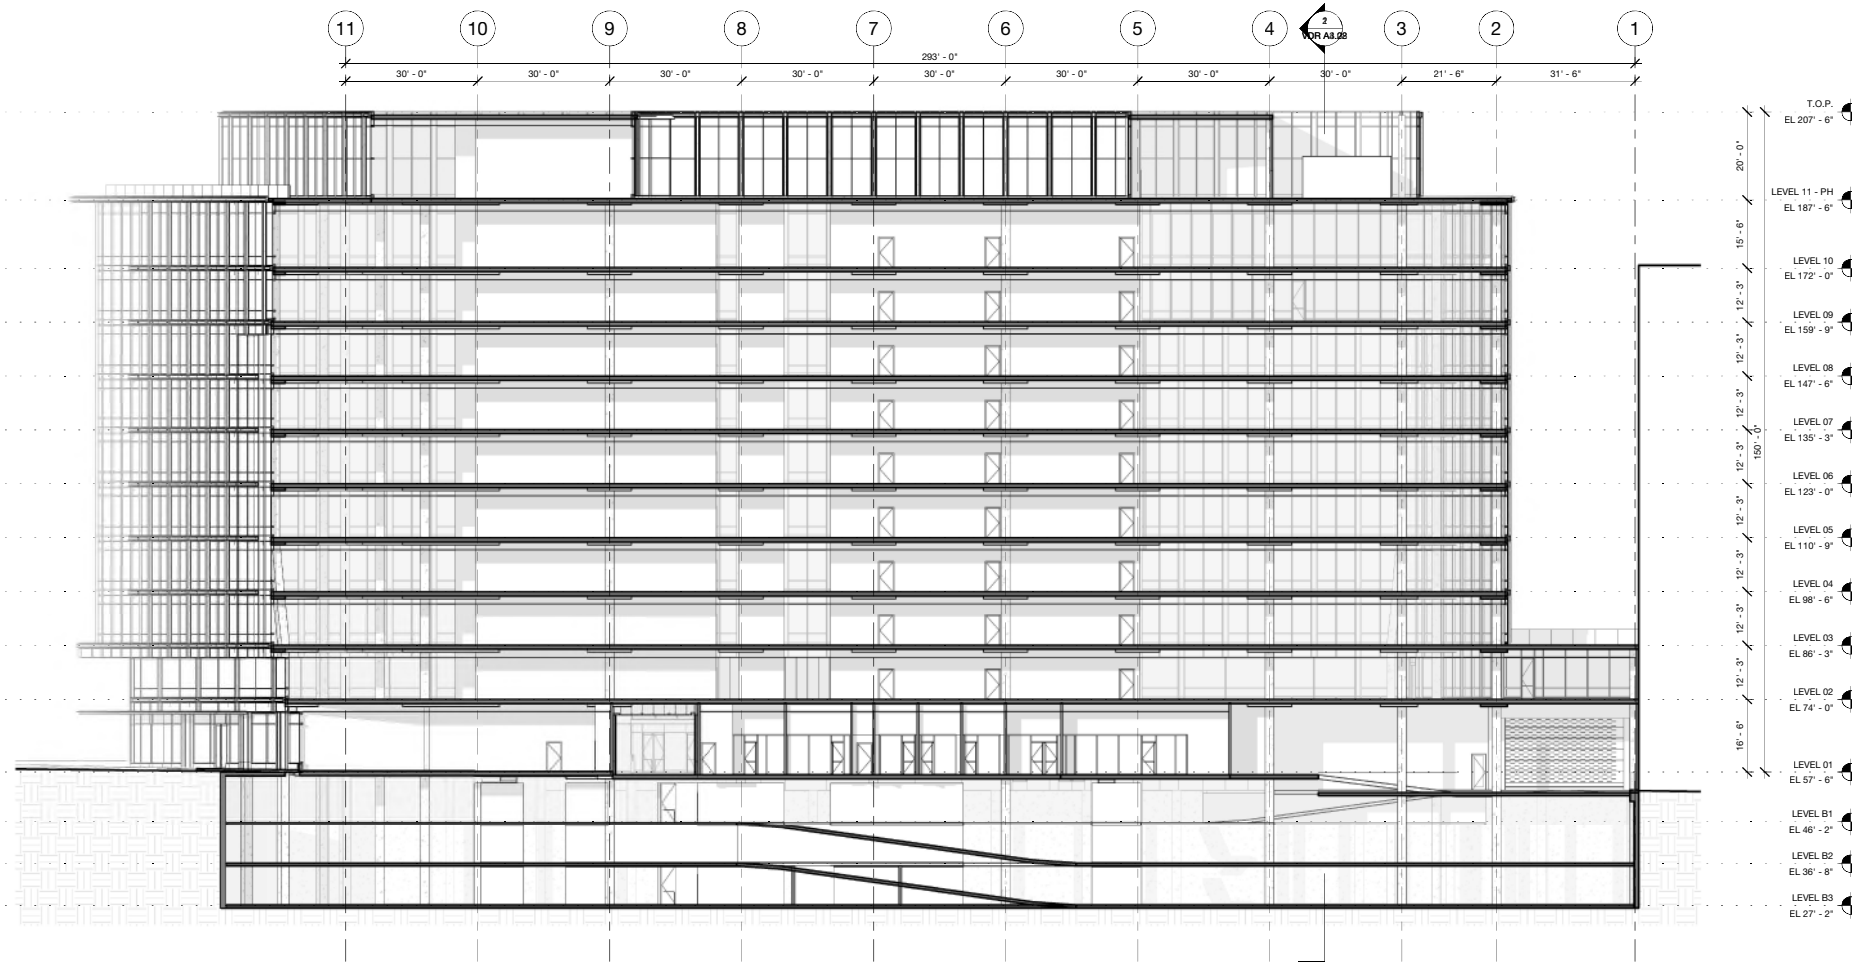 11 10 9 8 7 6 5 4 3 2 1
293' - 0"
30' - 0" 30' - 0" 30' - 0" 30' - 0" 30' - 0" 30' - 0" 30' - 0" 30' - 0" 21' - 6" 31' - 6"
T.O.P.
EL 207' - 6"
20' - 0"
LEVEL 11 - PH
EL 187' - 6"
15' - 6"
LEVEL 10
EL 172' - 0"
12' - 3"
LEVEL 09
EL 159' - 9"
12' - 3"
LEVEL 08
EL 147' - 6"
12' - 3"
LEVEL 07
EL 135' - 3"
150' - 0"
12' - 3"
LEVEL 06
EL 123' - 0"
12' - 3"
LEVEL 05
EL 110' - 9"
12' - 3"
LEVEL 04
EL 98' - 6"
12' - 3"
LEVEL 03
EL 86' - 3"
12' - 3"
LEVEL 02
EL 74' - 0"
16' - 6"
LEVEL 01
EL 57' - 6"
LEVEL B1
EL 46' - 2"
LEVEL B2
EL 36' - 8"
LEVEL B3
EL 27' - 2"